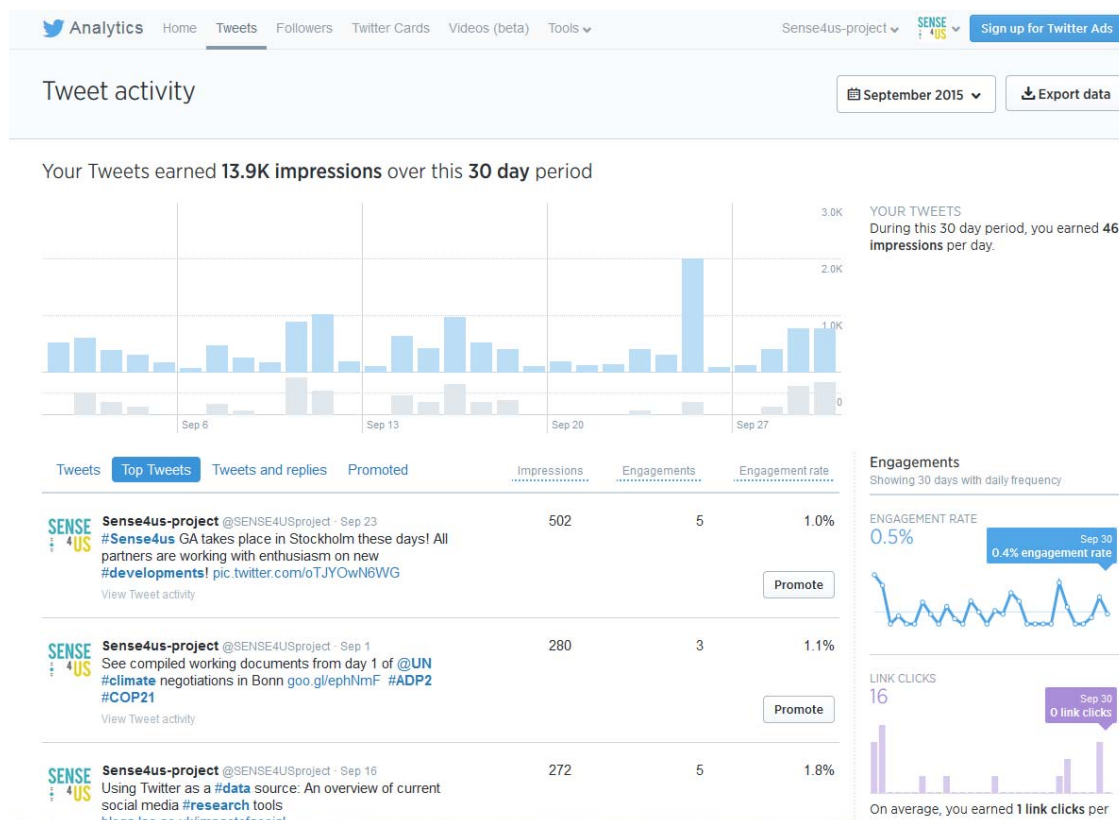 Analytics Home Tweets Followers Twitter Cards Videos (beta) Tools Sense4us-project SENSE 4US Sign up for Twitter Ads
Tweet activity
September 2015 Export data
Your Tweets earned 13.9K impressions over this 30 day period
3.0K
2.0K
1.0K
0
Sep 6 Sep 13 Sep 20 Sep 27
YOUR TWEETS
During this 30 day period, you earned 46
impressions per day.
Tweets Top Tweets Tweets and replies Promoted Impressions Engagements Engagement rate
SENSE
4US
Sense4us-project @SENSE4USproject · Sep 23 502 5 1.0%
#Sense4us GA takes place in Stockholm these days! All
partners are working with enthusiasm on new
#developments! pic.twitter.com/oTJYOwN6WG
View Tweet activity
Promote
SENSE
4US
Sense4us-project @SENSE4USproject · Sep 1 280 3 1.1%
See compiled working documents from day 1 of @UN
#climate negotiations in Bonn goo.gl/ephNmF #ADP2
#COP21
View Tweet activity
Promote
SENSE
4US
Sense4us-project @SENSE4USproject · Sep 16 272 5 1.8%
Using Twitter as a #data source: An overview of current
social media #research tools
Engagements
Showing 30 days with daily frequency
ENGAGEMENT RATE
0.5%
Sep 30
0.4% engagement rate
LINK CLICKS
16
Sep 30
0 link clicks
On average, you earned 1 link clicks per